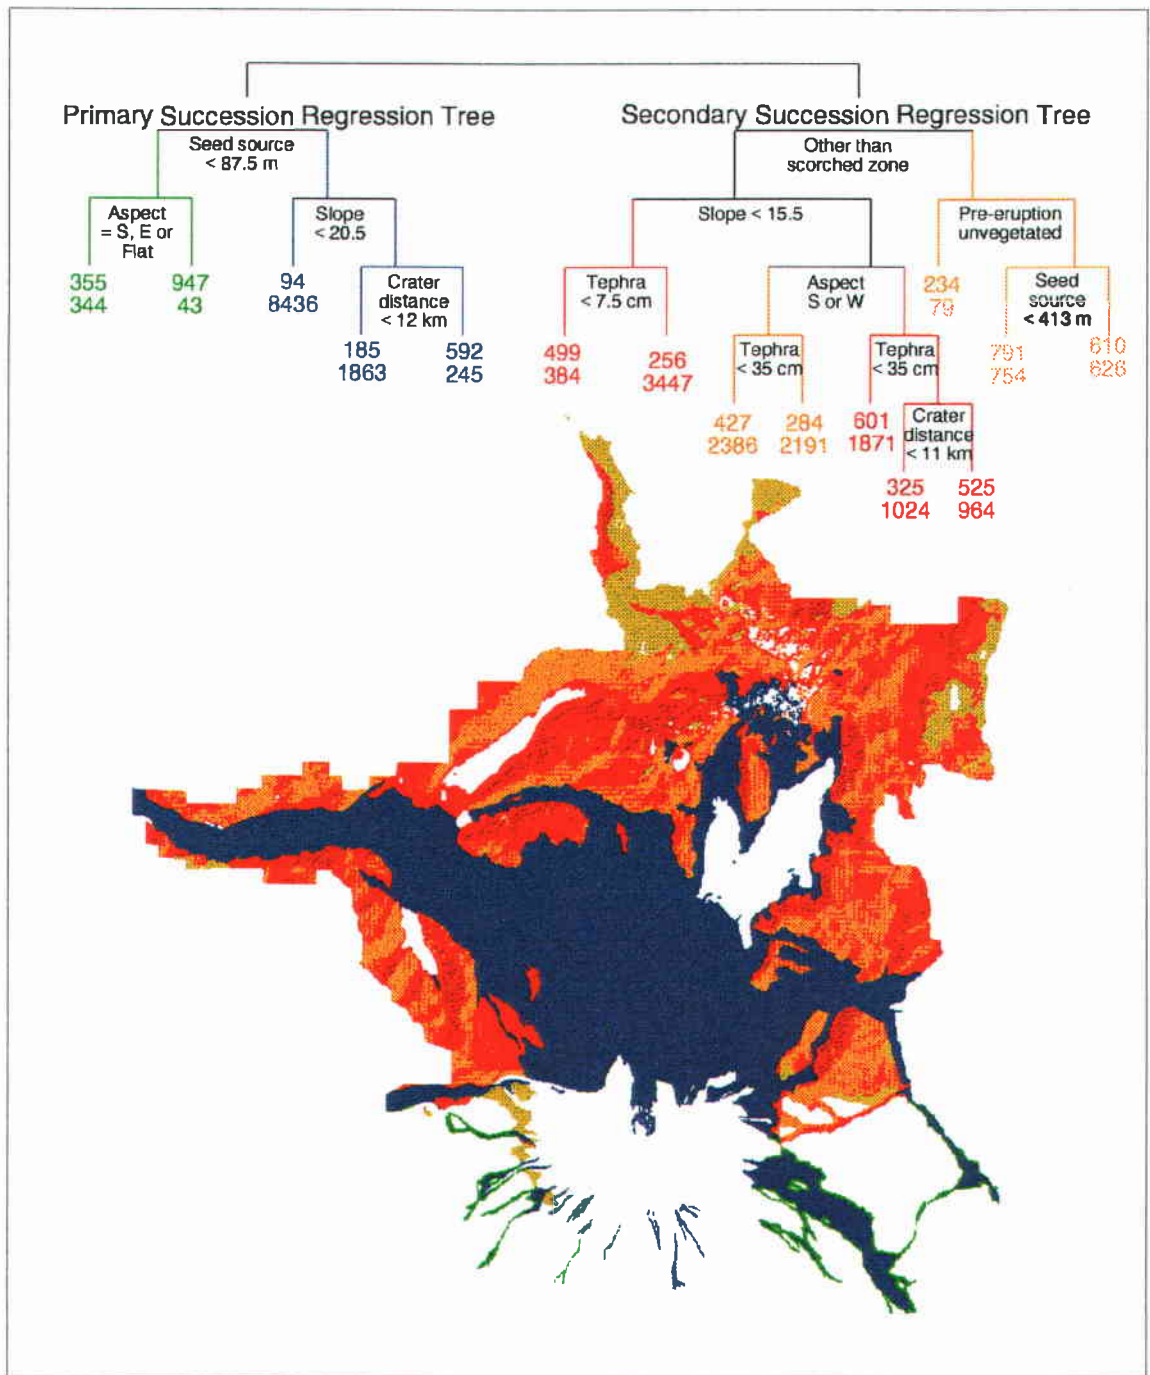 Primary Succession Regression Tree
Secondary Succession Regression Tree
Seed source
< 87.5 m
Other than
scorched zone
Aspect
= S, E or
Flat
Slope
< 20.5
Slope < 15.5
Pre-eruption
unvegetated
355
344
947
43
94
8436
Crater
distance
< 12 km
Tephra
< 7.5 cm
Aspect
S or W
234
79
Seed
source
< 413 m
185
1863
592
245
499
384
256
3447
Tephra
< 35 cm
Tephra
< 35 cm
791
754
610
626
427
2386
284
2191
601
1871
Crater
distance
< 11 km
325
1024
525
964